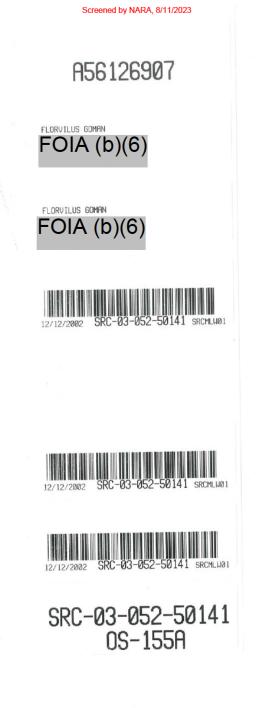 Screened by NARA, 8/11/2023
A56126907
FLORVILUS GOMAN
FOIA (b)(6)
FLORVILUS GOMAN
FOIA (b)(6)
12/12/2002 SRC-03-052-50141 SRCMLW01
12/12/2002 SRC-03-052-50141 SRCMLW01
12/12/2002 SRC-03-052-50141 SRCMLW01
SRC-03-052-50141
OS-155A